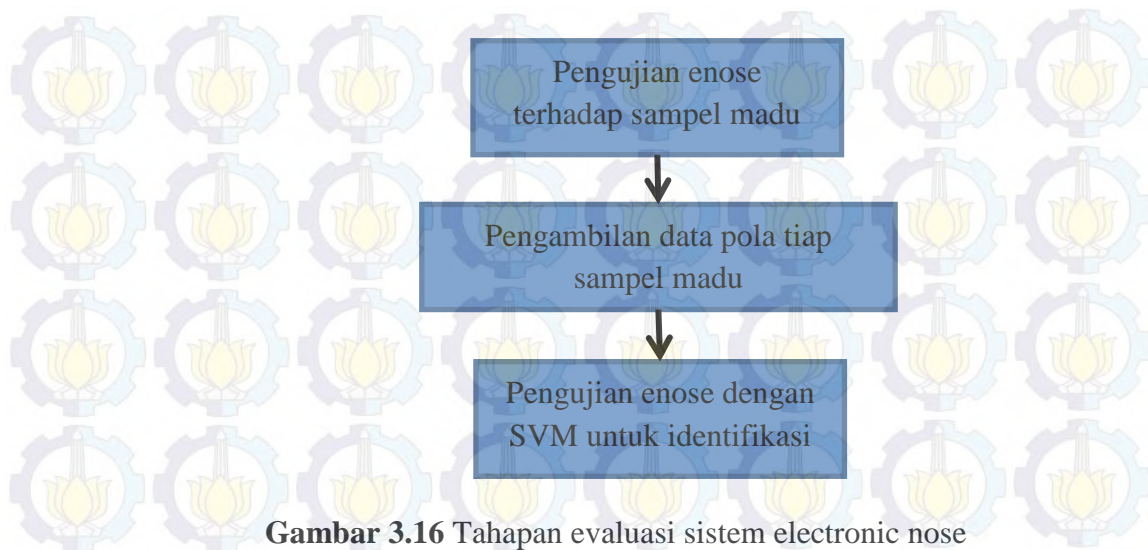 Pengujian enose
terhadap sampel madu
Pengambilan data pola tiap
sampel madu
Pengujian enose dengan
SVM untuk identifikasi
Gambar 3.16 Tahapan evaluasi sistem electronic nose